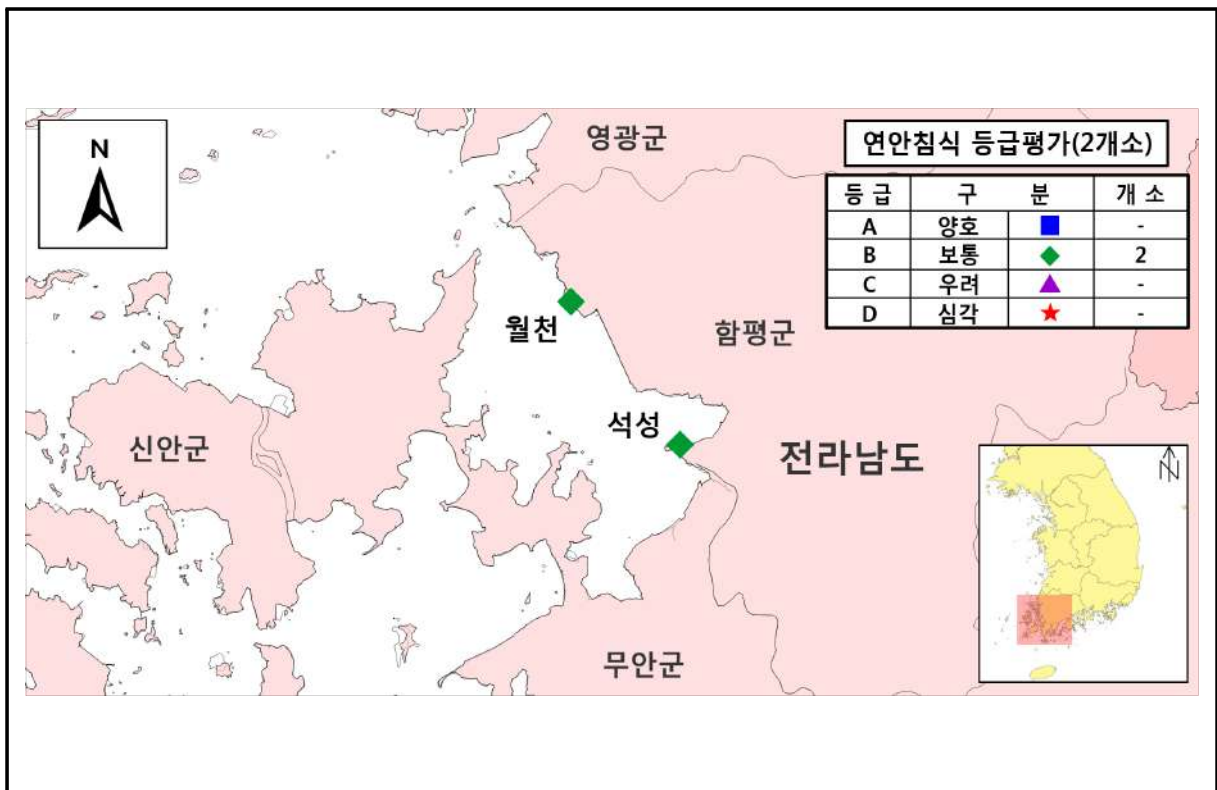 N
영광군
연안침식 등급평가(2개소)
등 급 구 분 개 소
A 양호 -
B 보통 2
C 우려 -
D 심각 -
월천
함평군
석성
신안군
전라남도
N
무안군